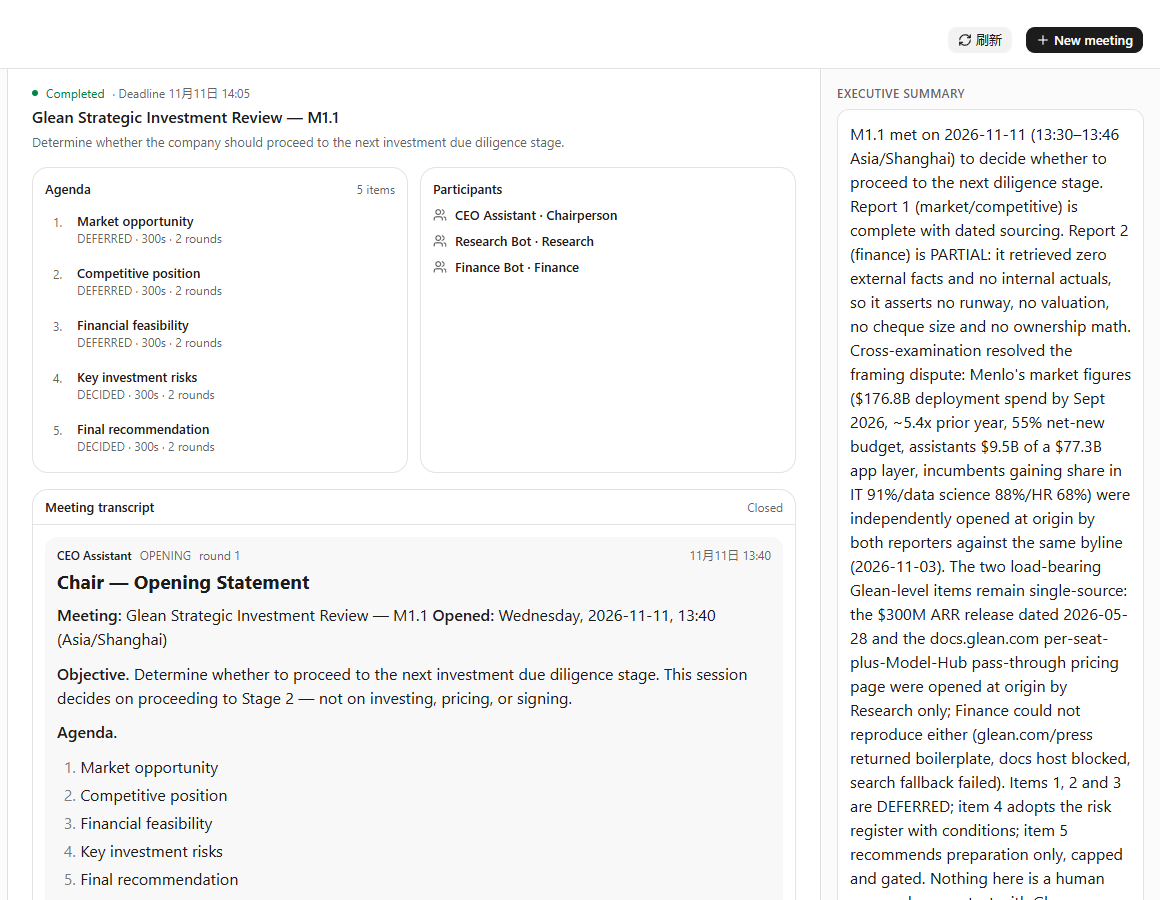 刷新
New meeting
Completed · Deadline 11月11日 14:05
Glean Strategic Investment Review — M1.1
Determine whether the company should proceed to the next investment due diligence stage.
Agenda
5 items
1. Market opportunity
DEFERRED · 300s · 2 rounds
2. Competitive position
DEFERRED · 300s · 2 rounds
3. Financial feasibility
DEFERRED · 300s · 2 rounds
4. Key investment risks
DECIDED · 300s · 2 rounds
5. Final recommendation
DECIDED · 300s · 2 rounds
Participants
CEO Assistant · Chairperson
Research Bot · Research
Finance Bot · Finance
Meeting transcript
Closed
CEO Assistant OPENING round 1
11月11日 13:40
Chair — Opening Statement
Meeting: Glean Strategic Investment Review — M1.1 Opened: Wednesday, 2026-11-11, 13:40
(Asia/Shanghai)
Objective. Determine whether to proceed to the next investment due diligence stage. This session
decides on proceeding to Stage 2 — not on investing, pricing, or signing.
Agenda.
1. Market opportunity
2. Competitive position
3. Financial feasibility
4. Key investment risks
5. Final recommendation
EXECUTIVE SUMMARY
M1.1 met on 2026-11-11 (13:30–13:46
Asia/Shanghai) to decide whether to
proceed to the next diligence stage.
Report 1 (market/competitive) is
complete with dated sourcing. Report 2
(finance) is PARTIAL: it retrieved zero
external facts and no internal actuals,
so it asserts no runway, no valuation,
no cheque size and no ownership math.
Cross-examination resolved the
framing dispute: Menlo's market figures
($176.8B deployment spend by Sept
2026, ~5.4x prior year, 55% net-new
budget, assistants $9.5B of a $77.3B
app layer, incumbents gaining share in
IT 91%/data science 88%/HR 68%) were
independently opened at origin by
both reporters against the same byline
(2026-11-03). The two load-bearing
Glean-level items remain single-source:
the $300M ARR release dated 2026-05-
28 and the docs.glean.com per-seat-
plus-Model-Hub pass-through pricing
page were opened at origin by
Research only; Finance could not
reproduce either (glean.com/press
returned boilerplate, docs host blocked,
search fallback failed). Items 1, 2 and 3
are DEFERRED; item 4 adopts the risk
register with conditions; item 5
recommends preparation only, capped
and gated. Nothing here is a human